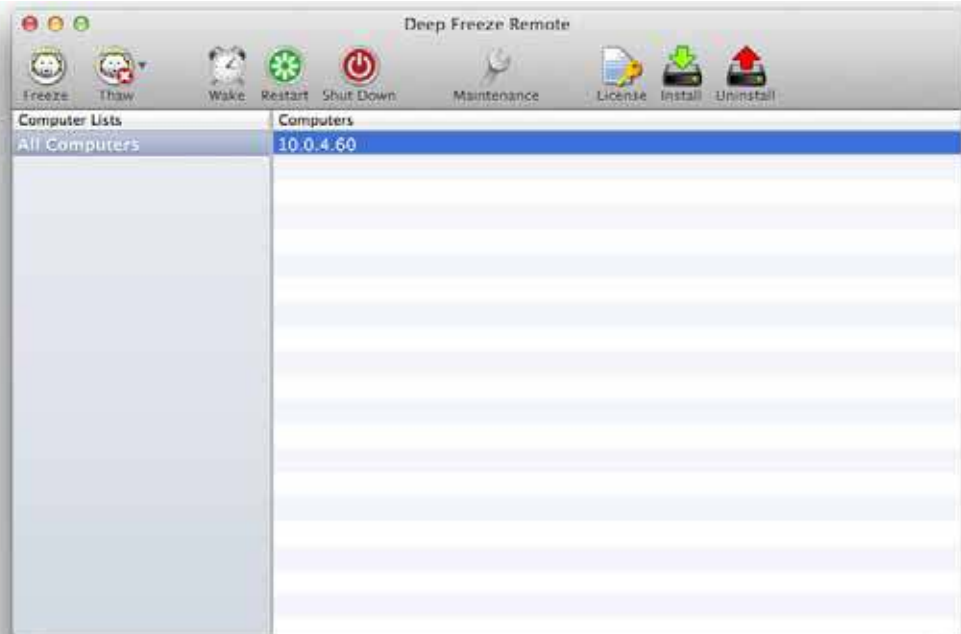 Deep Freeze Remote
Freeze Thaw Wake Restart Shut Down Maintenance License Install Uninstall
Computer Lists Computers
All Computers 10.0.4.60